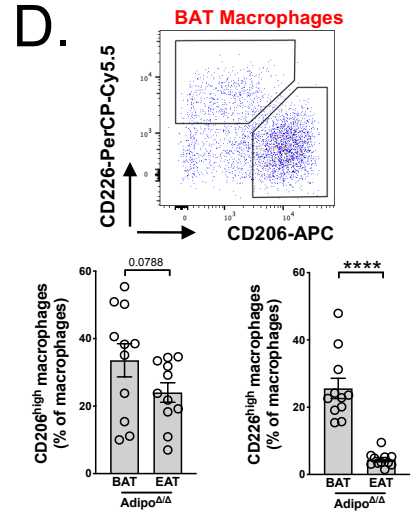 D.
BAT Macrophages
CD226-PerCP-Cy5.5
10^4
10^3
0
0 10^3 10^4
CD206-APC
CD206^high macrophages
(% of macrophages)
60
40
20
0
0.0788
BAT EAT
Adipo^Δ/Δ
CD226^high macrophages
(% of macrophages)
60
40
20
0
****
BAT EAT
Adipo^Δ/Δ